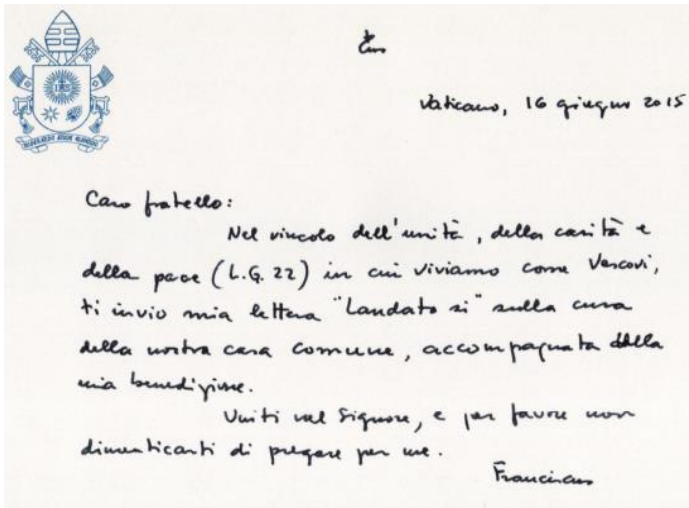 Vaticano, 16 giugno 2015
Caro fratello:
Nel vincolo dell'unità, della carità e
della pace (L.G. 22) in cui viviamo come Vescovi,
ti invio mia lettera "Laudato si" sulla cura
della nostra casa comune, accompagnata dalla
mia benedizione.
Uniti nel Signore, e per favore non
dimenticarti di pregare per me.
Franciscus